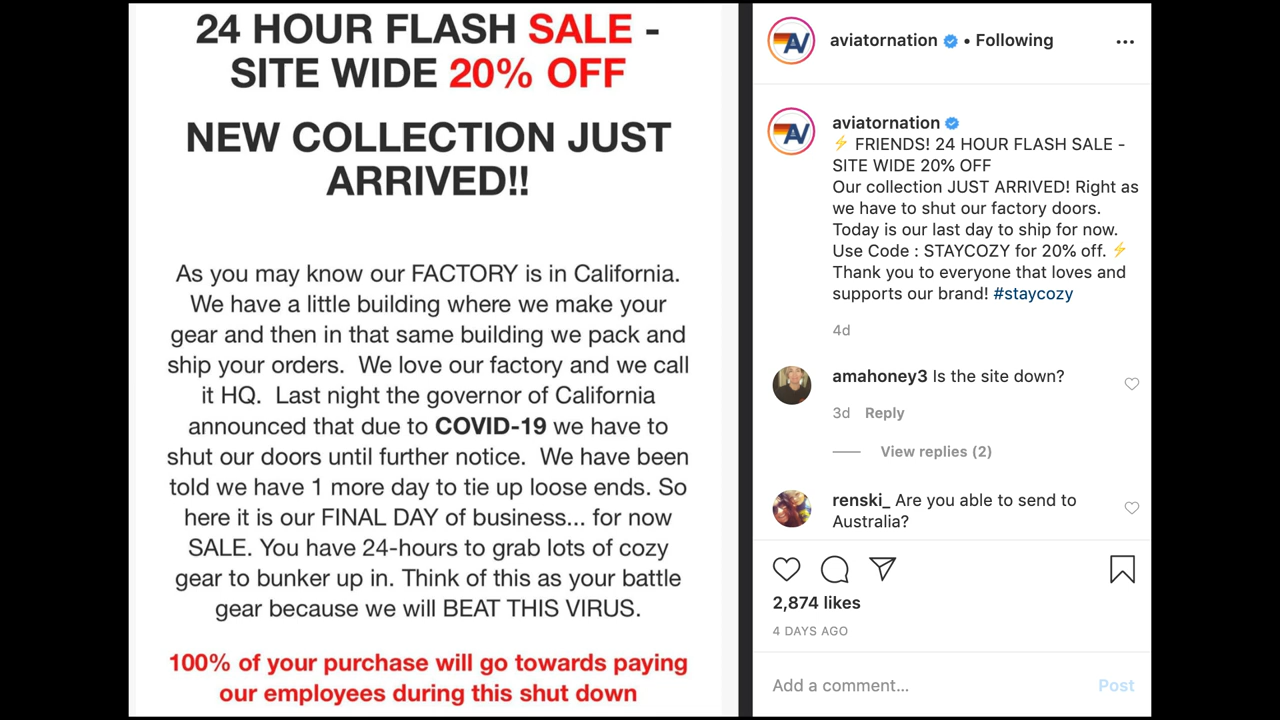 24 HOUR FLASH SALE -
SITE WIDE 20% OFF
NEW COLLECTION JUST
ARRIVED!!
As you may know our FACTORY is in California.
We have a little building where we make your
gear and then in that same building we pack and
ship your orders.  We love our factory and we call
it HQ.  Last night the governor of California
announced that due to COVID-19 we have to
shut our doors until further notice.  We have been
told we have 1 more day to tie up loose ends. So
here it is our FINAL DAY of business... for now
SALE. You have 24-hours to grab lots of cozy
gear to bunker up in. Think of this as your battle
gear because we will BEAT THIS VIRUS.
100% of your purchase will go towards paying
our employees during this shut down
AV
aviatornation • Following
AV
aviatornation
⚡ FRIENDS! 24 HOUR FLASH SALE -
SITE WIDE 20% OFF
Our collection JUST ARRIVED! Right as
we have to shut our factory doors.
Today is our last day to ship for now.
Use Code : STAYCOZY for 20% off. ⚡
Thank you to everyone that loves and
supports our brand! #staycozy
4d
amahoney3 Is the site down?
3d Reply
View replies (2)
renski_ Are you able to send to
Australia?
2,874 likes
4 DAYS AGO
Add a comment... Post